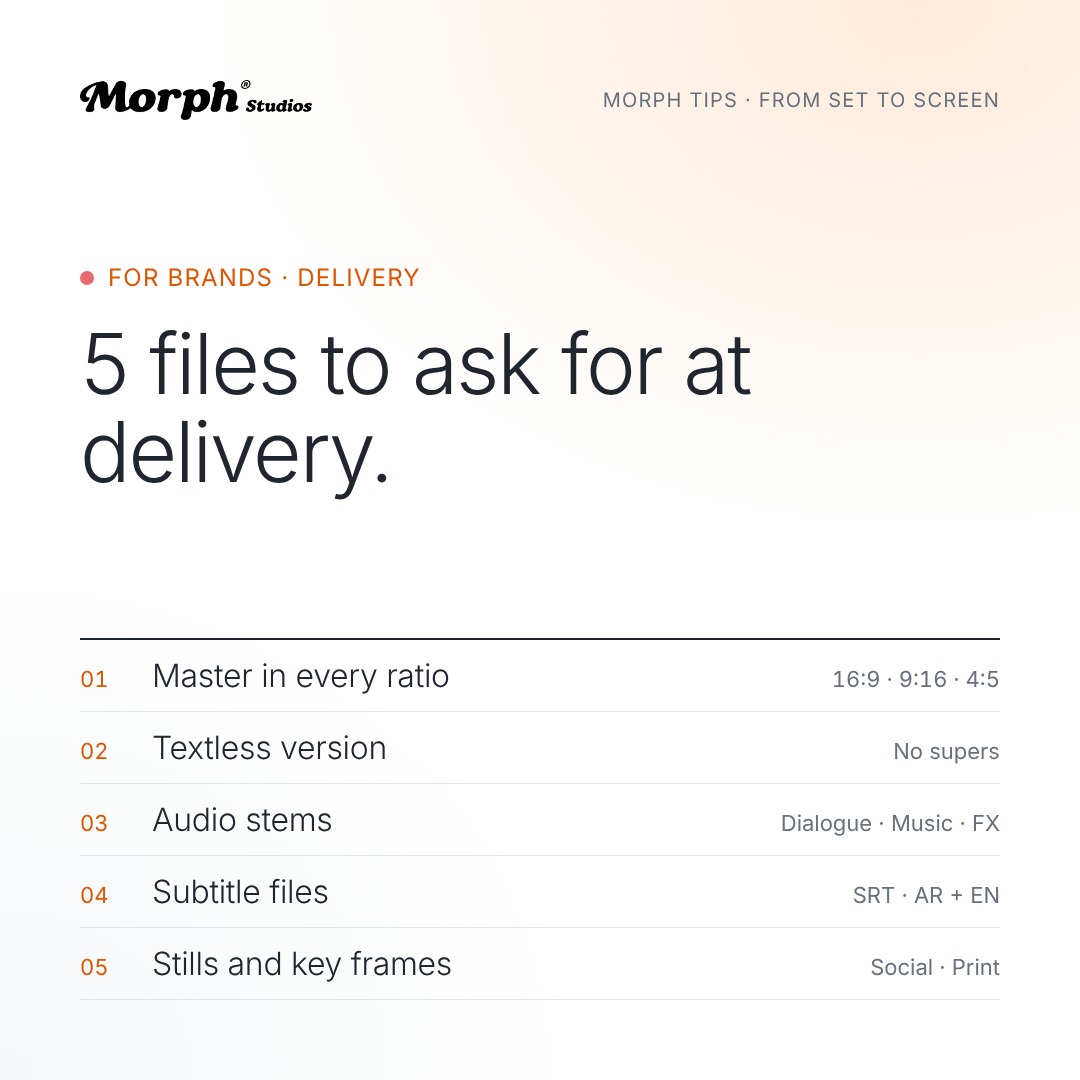 Morph® Studios
MORPH TIPS · FROM SET TO SCREEN
FOR BRANDS · DELIVERY
5 files to ask for at
delivery.
01 Master in every ratio 16:9 · 9:16 · 4:5
02 Textless version No supers
03 Audio stems Dialogue · Music · FX
04 Subtitle files SRT · AR + EN
05 Stills and key frames Social · Print